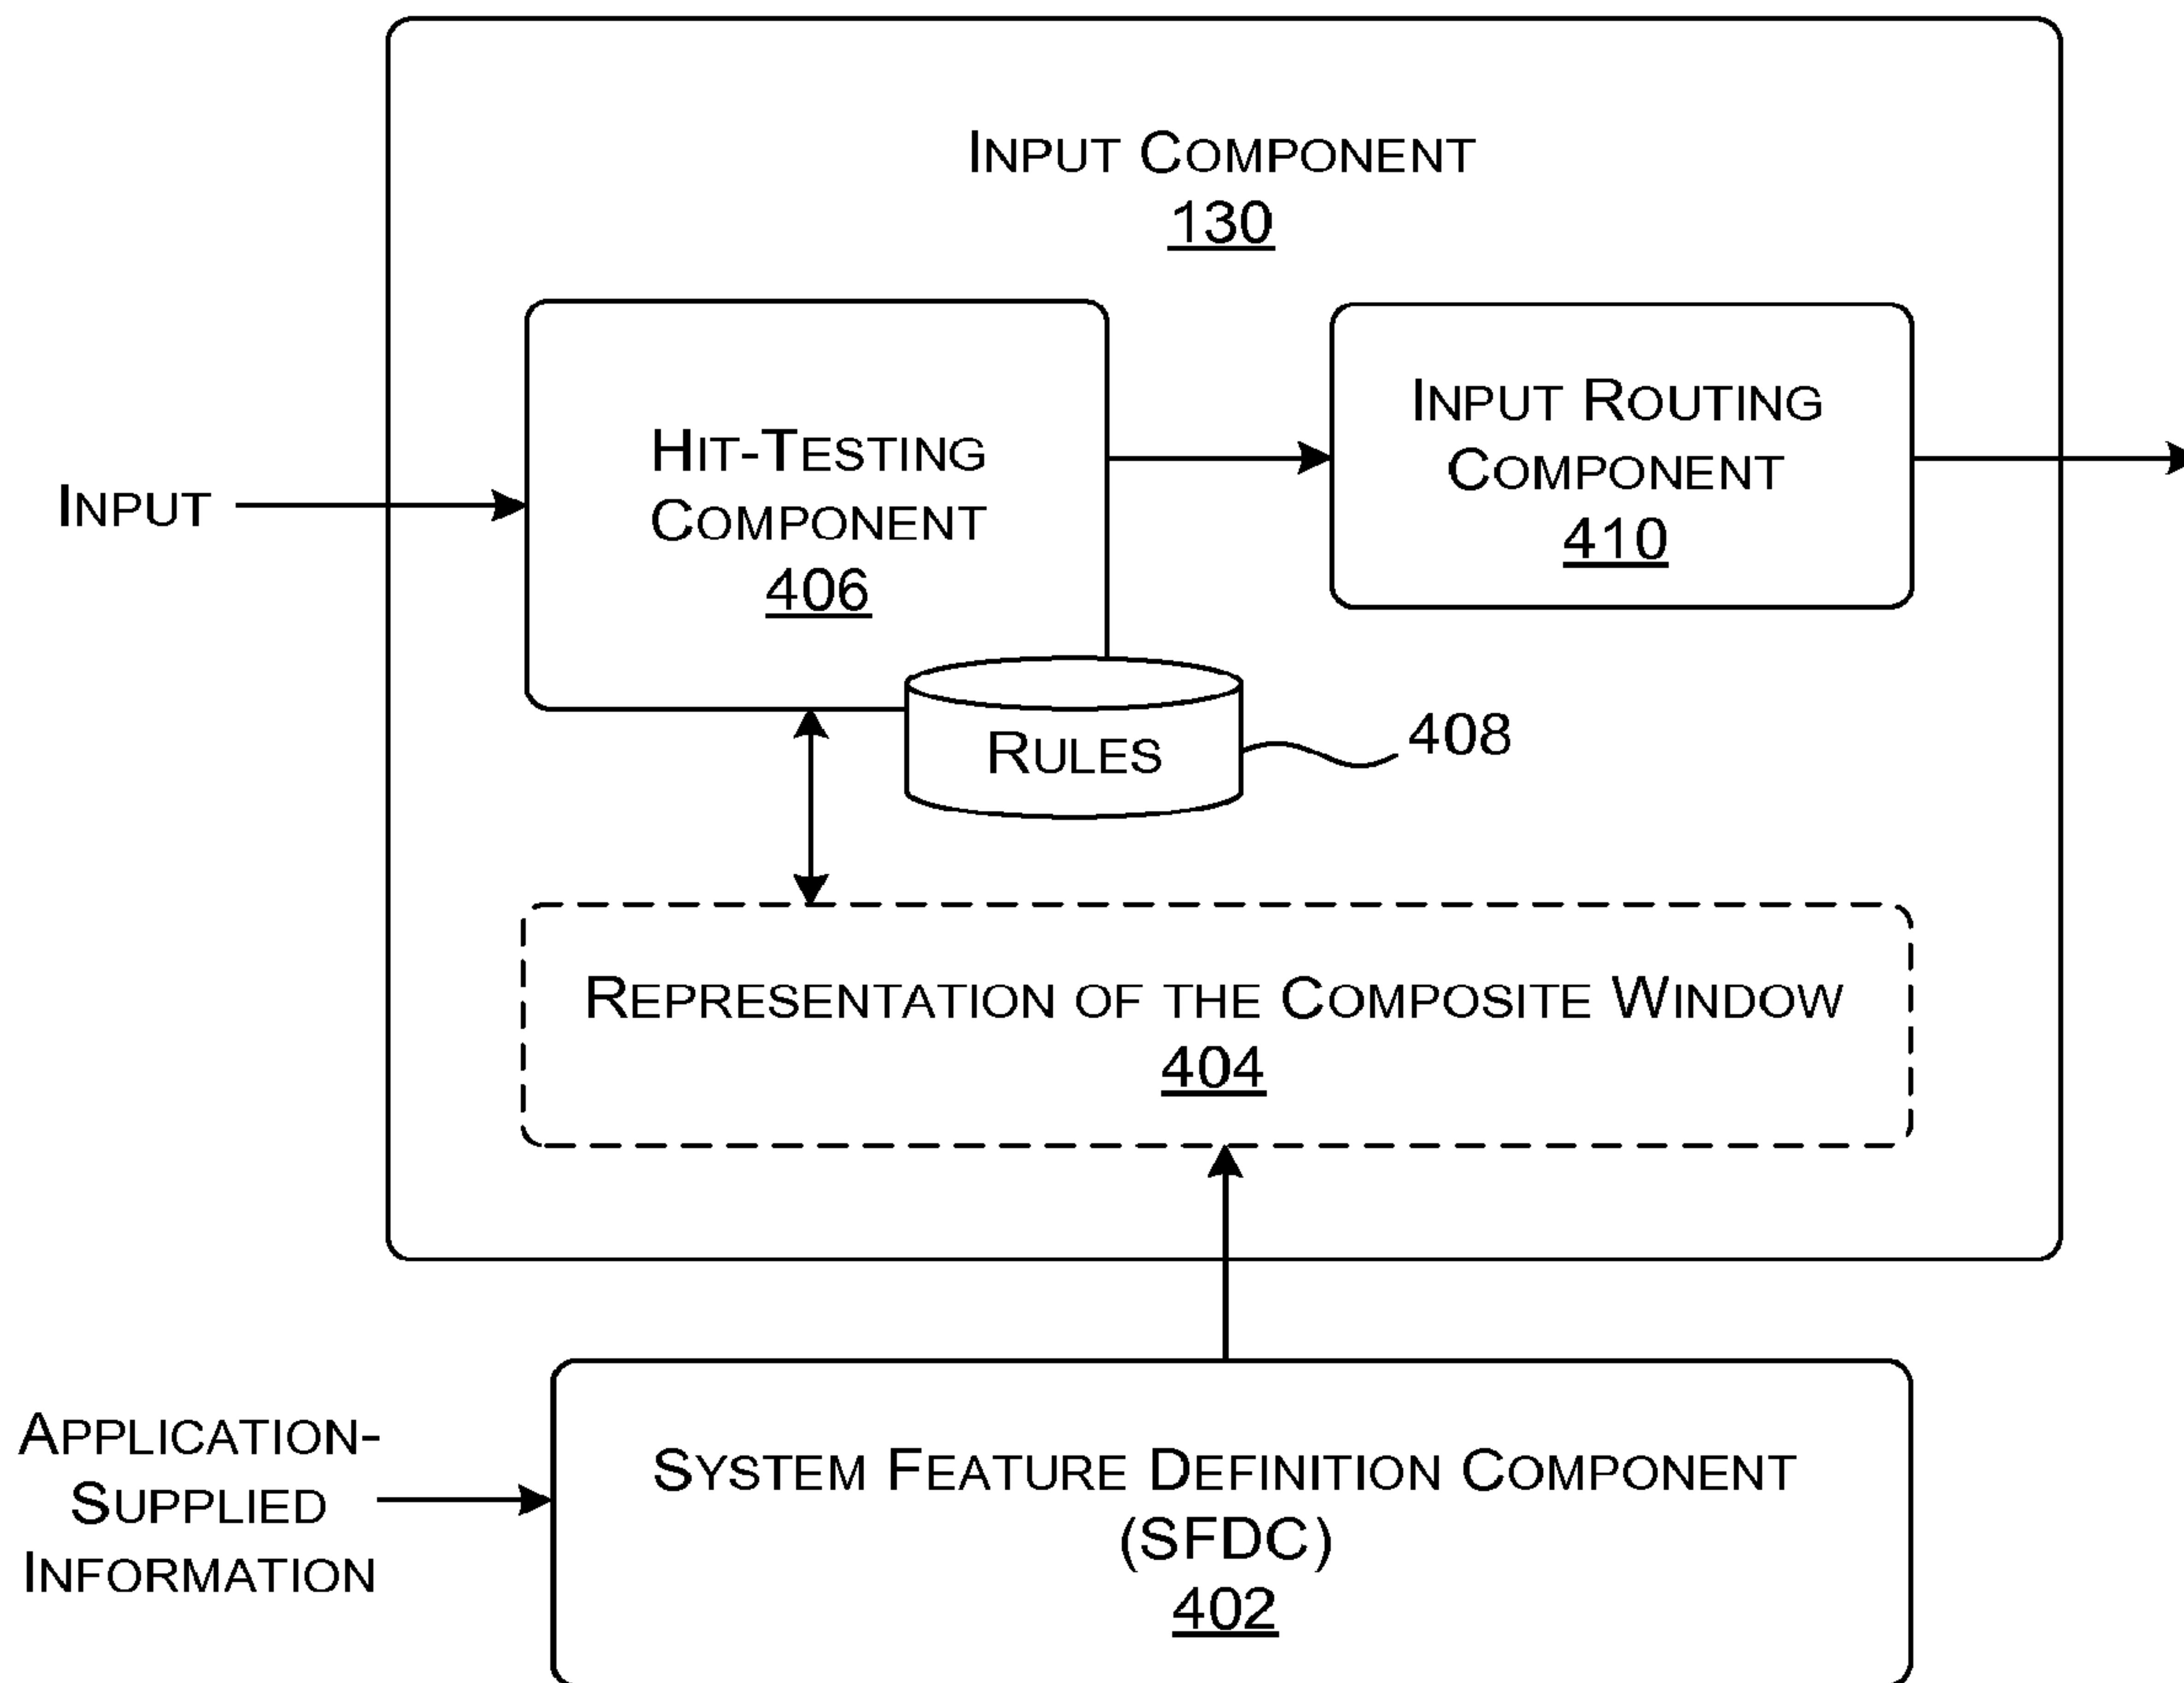 INPUT COMPONENT
130
INPUT
HIT-TESTING
COMPONENT
406
INPUT ROUTING
COMPONENT
410
RULES
408
REPRESENTATION OF THE COMPOSITE WINDOW
404
APPLICATION-
SUPPLIED
INFORMATION
SYSTEM FEATURE DEFINITION COMPONENT
(SFDC)
402